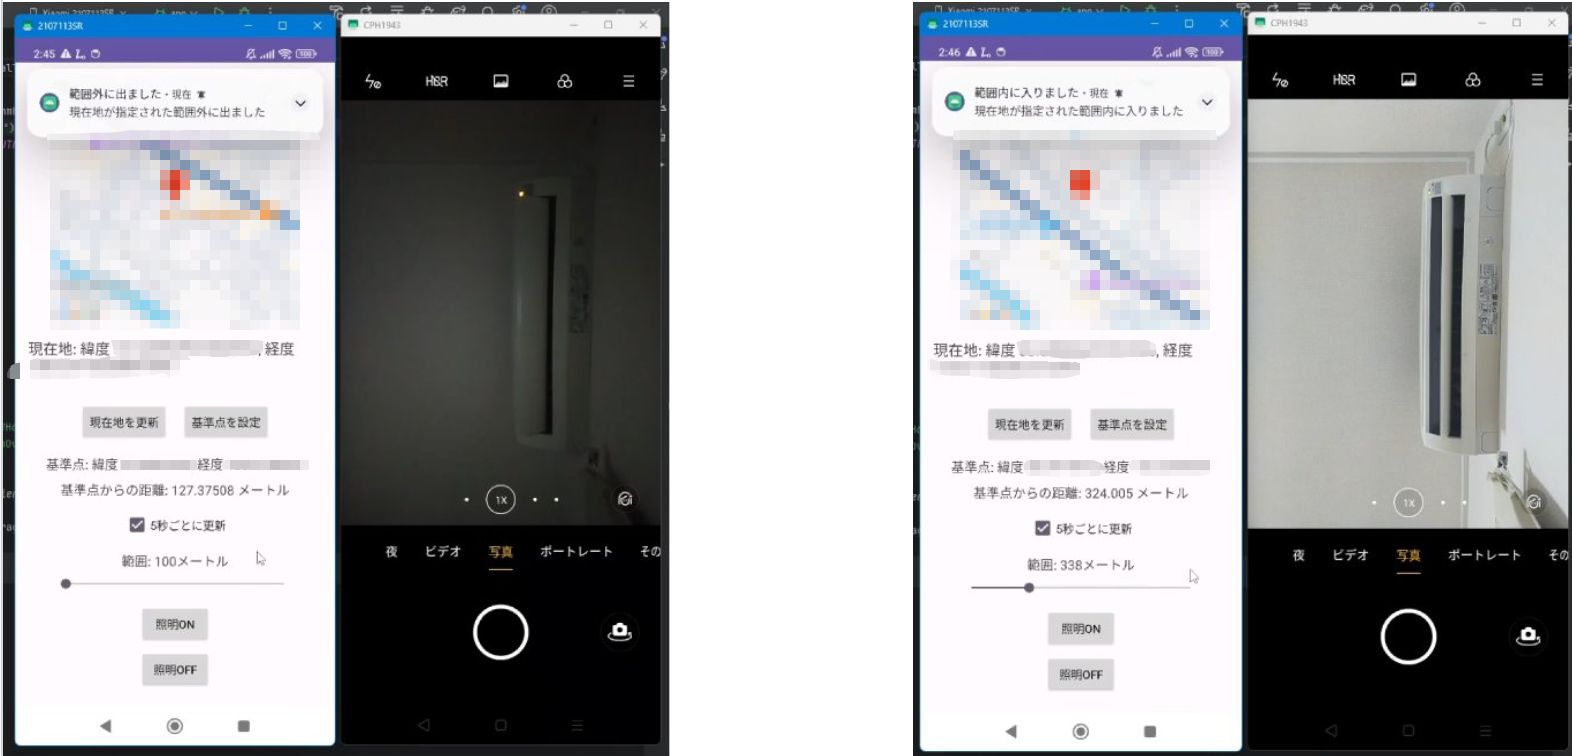 2107113SR
2:45
100
範囲外に出ました・現在
現在地が指定された範囲外に出ました
現在地: 緯度
, 経度
現在地を更新
基準点を設定
基準点: 緯度
経度
基準点からの距離: 127.37508 メートル
5秒ごとに更新
範囲: 100メートル
照明ON
照明OFF
CPH1943
HDR
1X
夜
ビデオ
写真
ポートレート
その
2107113SR
2:46
100
範囲内に入りました・現在
現在地が指定された範囲内に入りました
現在地: 緯度
, 経度
現在地を更新
基準点を設定
基準点: 緯度
経度
基準点からの距離: 324.005 メートル
5秒ごとに更新
範囲: 338メートル
照明ON
照明OFF
CPH1943
HDR
1X
夜
ビデオ
写真
ポートレート
その